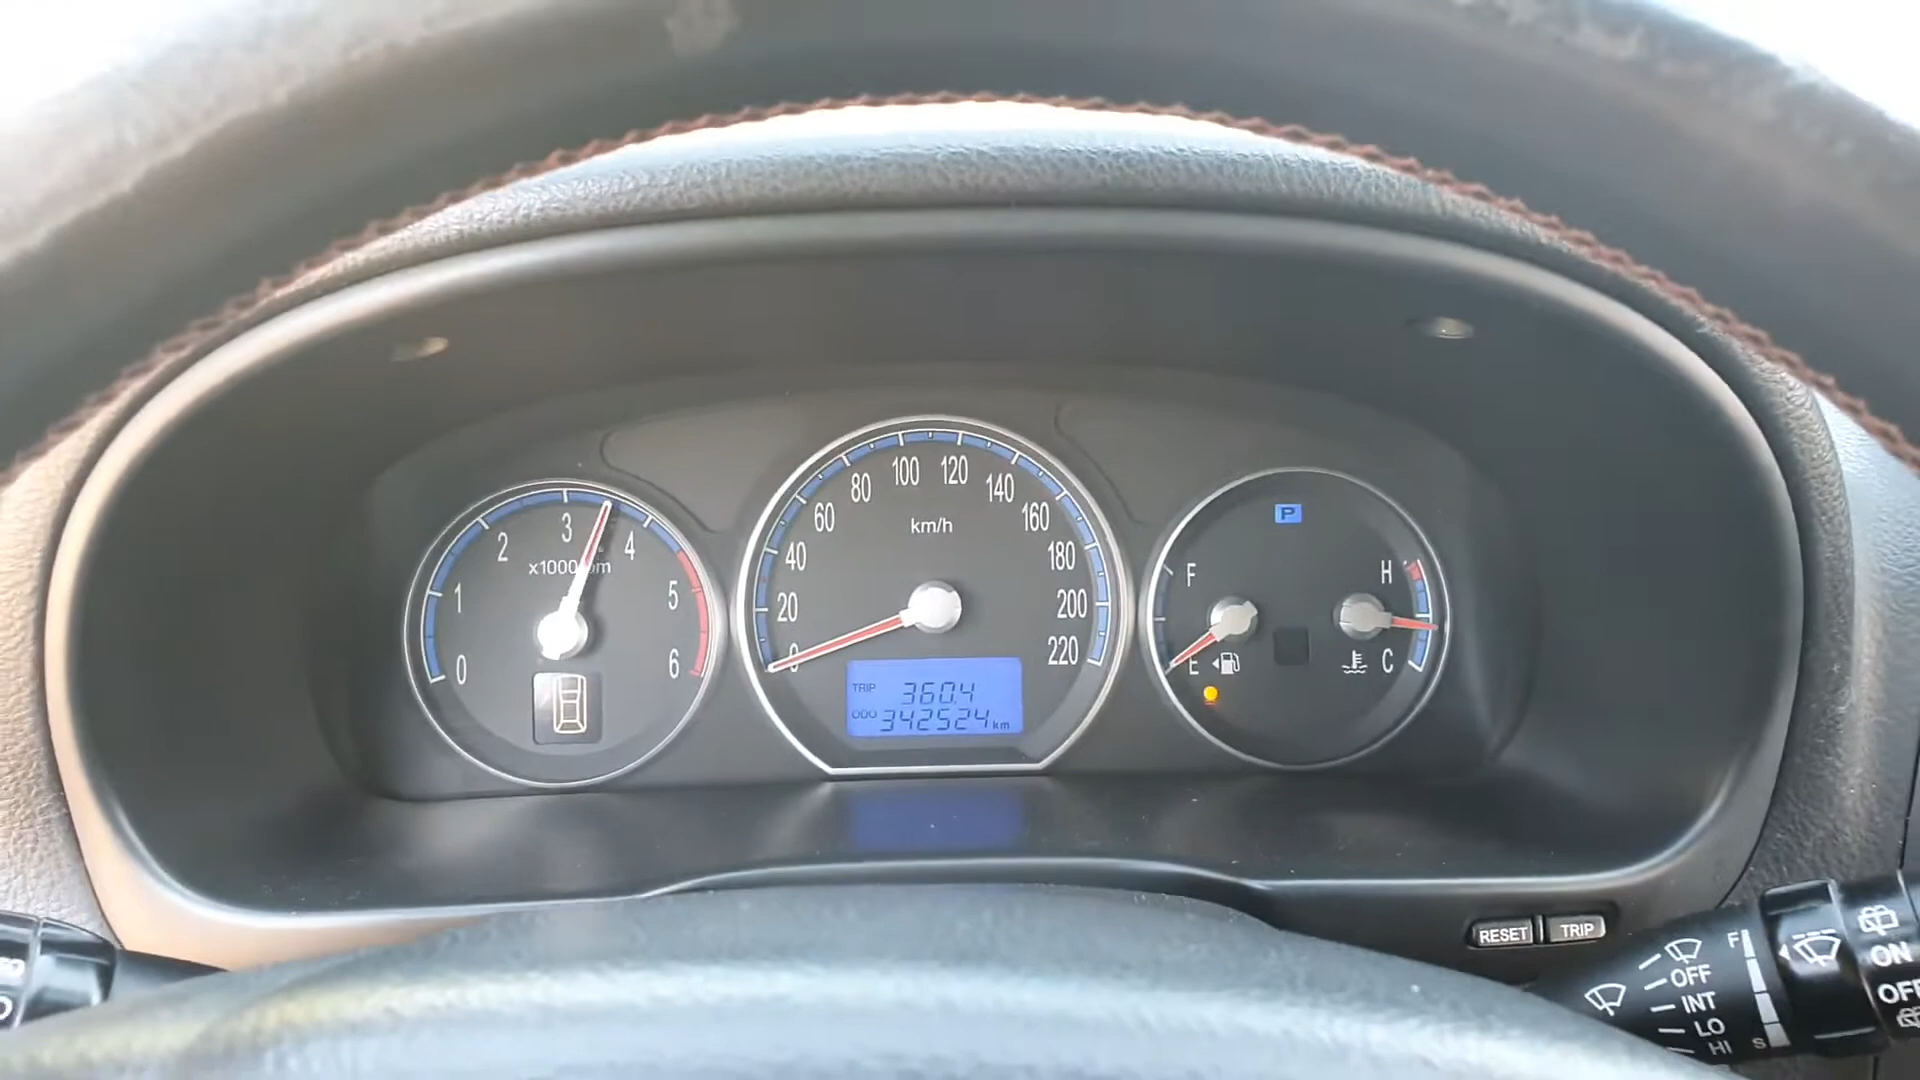 0
1
2
3
4
5
6
x1000
0
20
40
60
80
100
120
140
160
180
200
220
km/h
TRIP 360.4
ODO 342524 km
P
F
E
H
C
RESET
TRIP
OFF
INT
LO
HI
F
S
ON
OFF